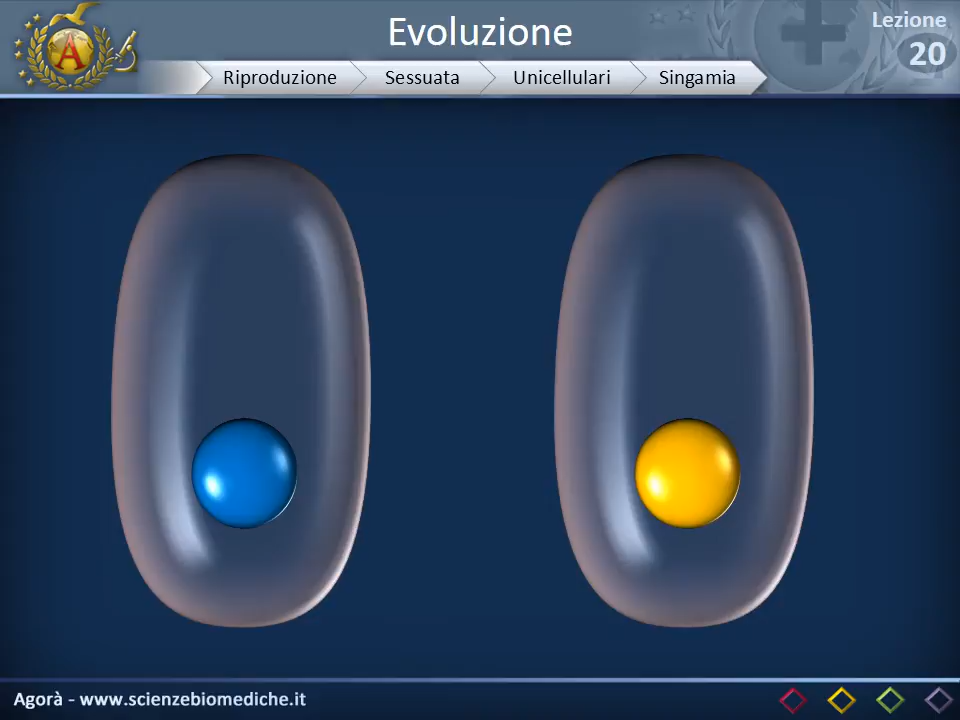 Evoluzione
Lezione
20
Riproduzione
Sessuata
Unicellulari
Singamia
A
Agorà - www.scienzebiomediche.it